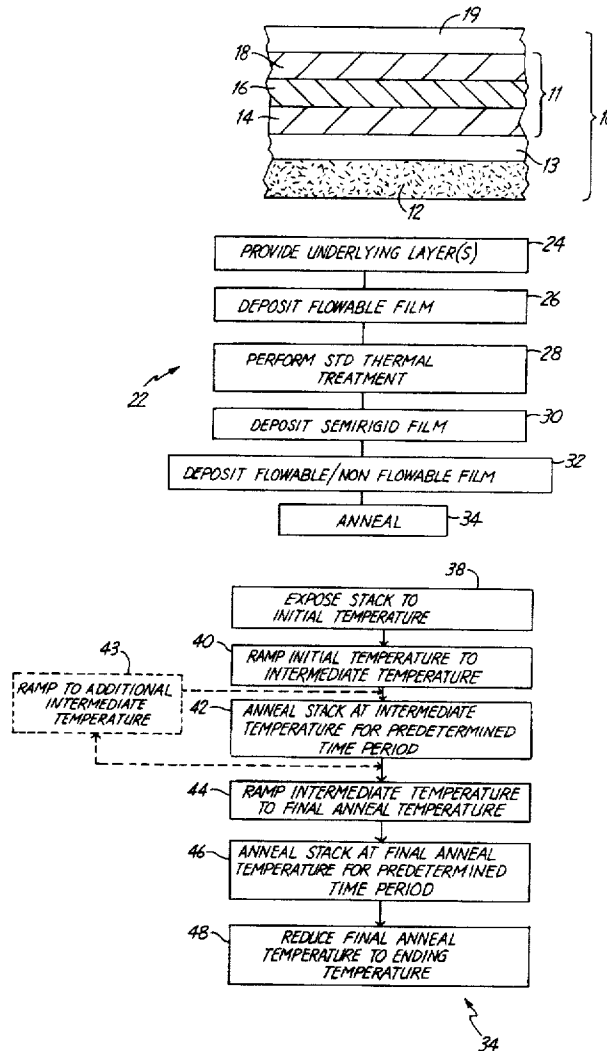 19
18
16
11
10
14
13
12
PROVIDE UNDERLYING LAYER(S)
24
DEPOSIT FLOWABLE FILM
26
PERFORM STD THERMAL
TREATMENT
28
22
DEPOSIT SEMIRIGID FILM
30
DEPOSIT FLOWABLE/NON FLOWABLE FILM
32
ANNEAL
34
38
EXPOSE STACK TO
INITIAL TEMPERATURE
40
RAMP INITIAL TEMPERATURE TO
INTERMEDIATE TEMPERATURE
43
RAMP TO ADDITIONAL
INTERMEDIATE
TEMPERATURE
42
ANNEAL STACK AT INTERMEDIATE
TEMPERATURE FOR PREDETERMINED
TIME PERIOD
44
RAMP INTERMEDIATE TEMPERATURE
TO FINAL ANNEAL TEMPERATURE
46
ANNEAL STACK AT FINAL ANNEAL
TEMPERATURE FOR PREDETERMINED
TIME PERIOD
48
REDUCE FINAL ANNEAL
TEMPERATURE TO ENDING
TEMPERATURE
34